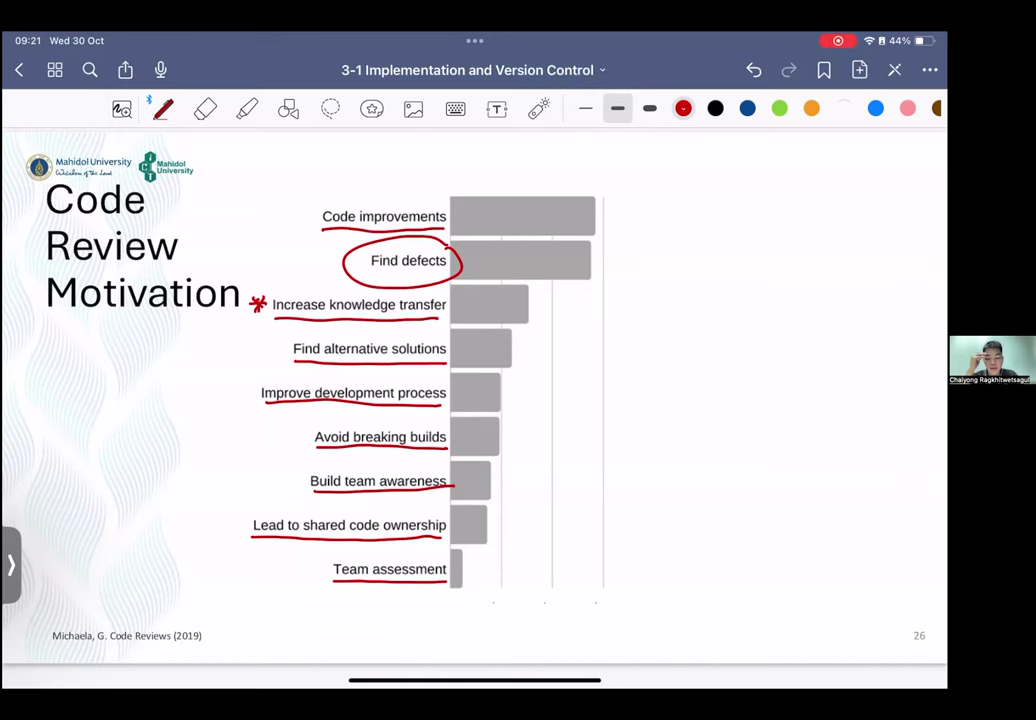 09:21 Wed 30 Oct
44%
3-1 Implementation and Version Control
T
Mahidol University
Wisdom of the Land
Mahidol
University
Code
Review
Motivation
Code improvements
Find defects
* Increase knowledge transfer
Find alternative solutions
Improve development process
Avoid breaking builds
Build team awareness
Lead to shared code ownership
Team assessment
Michaela, G. Code Reviews (2019)
26
Chaiyong Ragkhitwetsagul